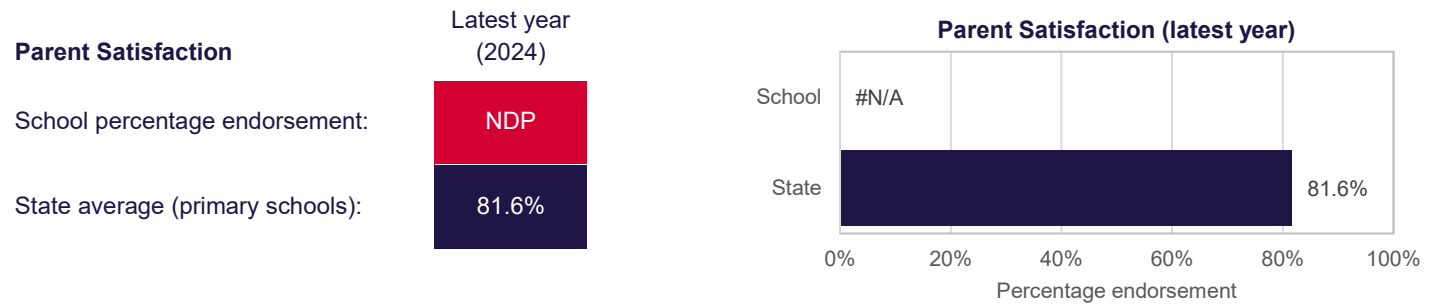 Parent Satisfaction
Latest year
(2024)
School percentage endorsement:
NDP
State average (primary schools):
81.6%
Parent Satisfaction (latest year)
School
#N/A
State
81.6%
0% 20% 40% 60% 80% 100%
Percentage endorsement